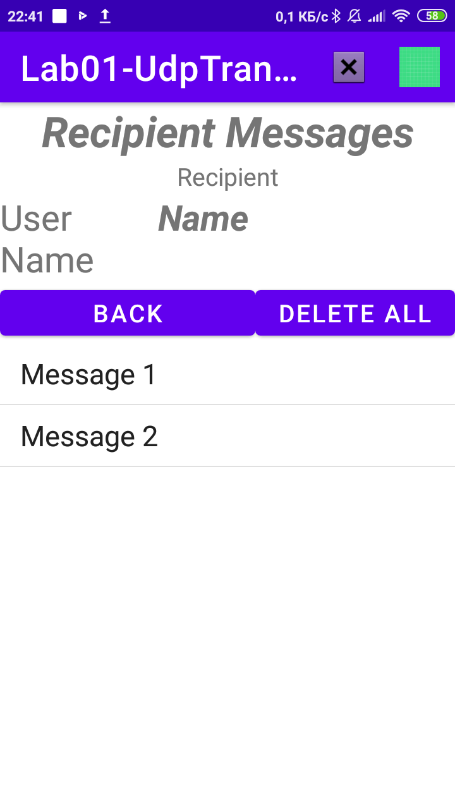 22:41 0,1 КБ/с 58
Lab01-UdpTran...
Recipient Messages
Recipient
User Name
Name
BACK DELETE ALL
Message 1
Message 2